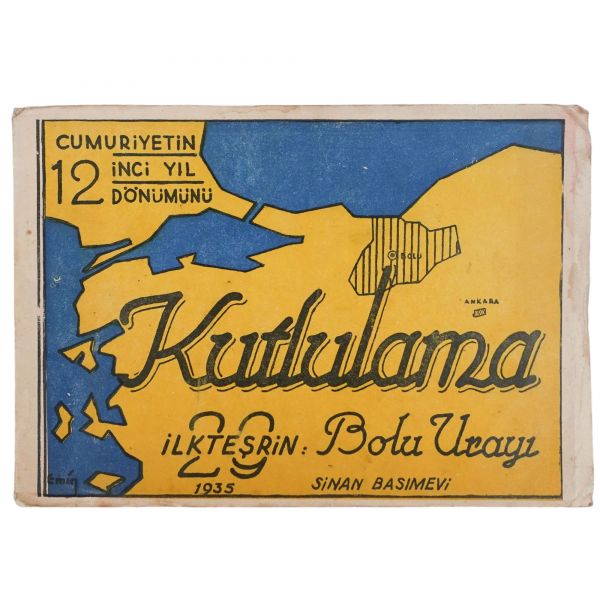 CUMURİYETİN
12 İNCİ YIL
DÖNÜMÜNÜ
BOLU
ANKARA
Kutlulama
29 İLKTEŞRİN: Bolu Urayı
1935 SİNAN BASIMEVİ
Emin